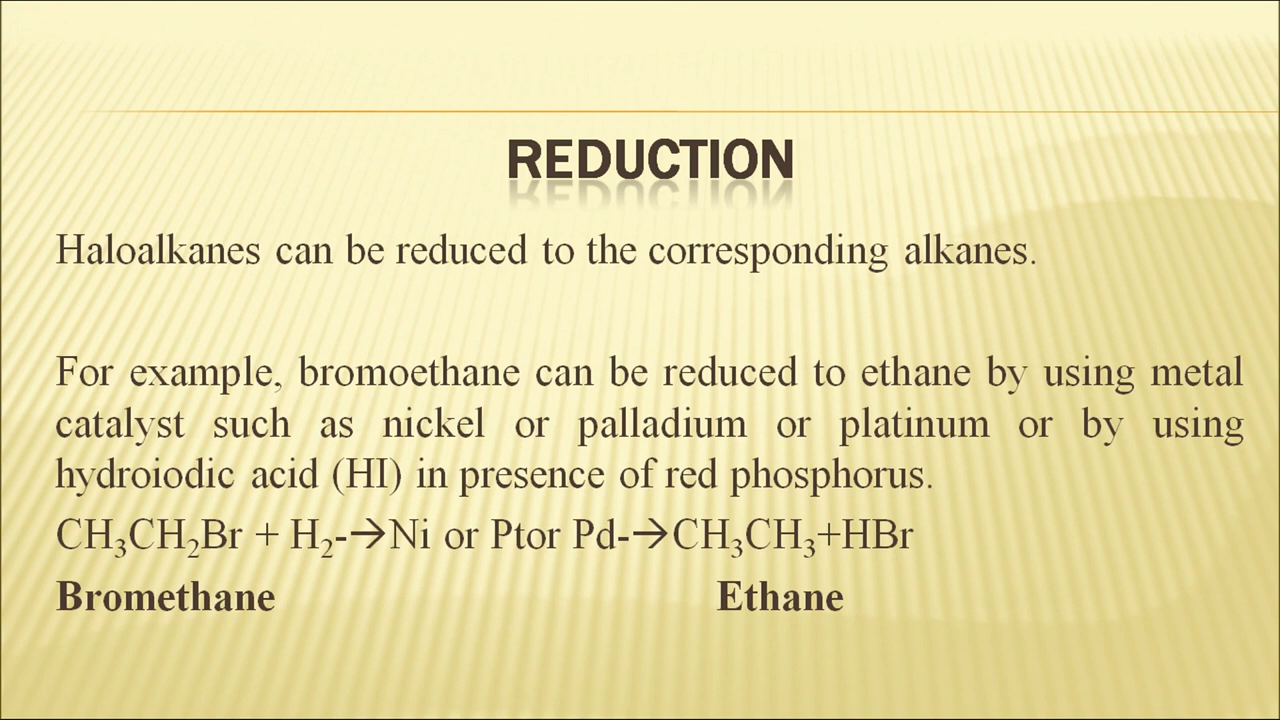 REDUCTION
Haloalkanes can be reduced to the corresponding alkanes.
For example, bromoethane can be reduced to ethane by using metal
catalyst such as nickel or palladium or platinum or by using
hydroiodic acid (HI) in presence of red phosphorus.
CH₃CH₂Br + H₂-→Ni or Ptor Pd-→CH₃CH₃+HBr
Bromethane Ethane